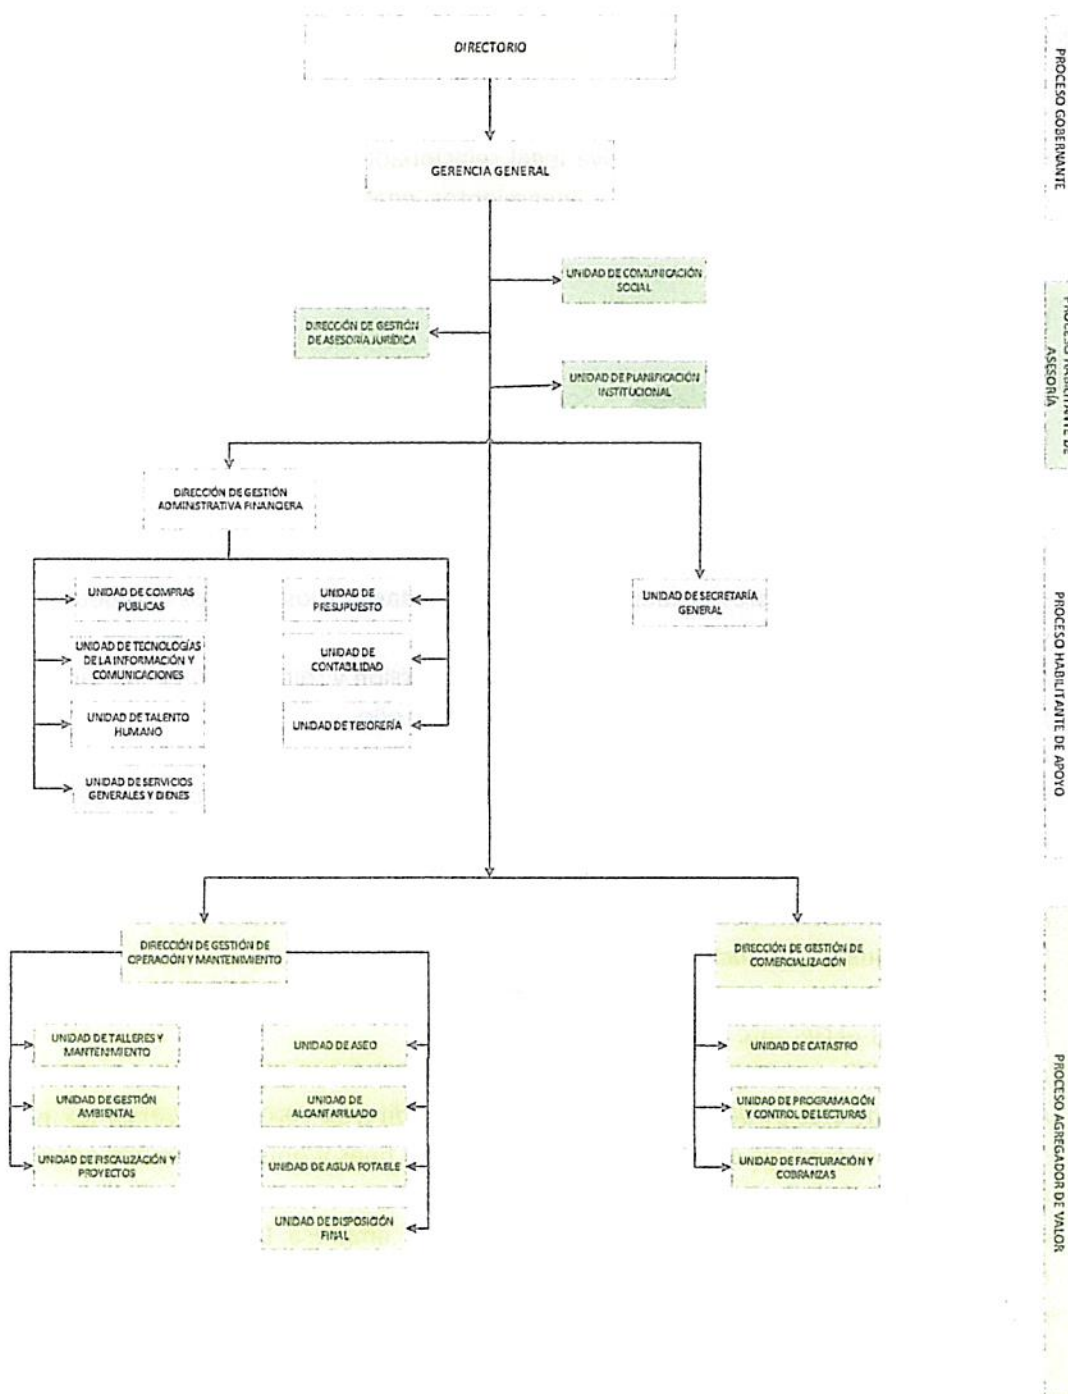 DIRECTORIO
GERENCIA GENERAL
UNIDAD DE COMUNICACIÓN
SOCIAL
DIRECCIÓN DE GESTIÓN
DE ASESORÍA JURÍDICA
UNIDAD DE PLANIFICACIÓN
INSTITUCIONAL
DIRECCIÓN DE GESTIÓN
ADMINISTRATIVA FINANCIERA
UNIDAD DE COMPRAS
PÚBLICAS
UNIDAD DE TECNOLOGÍAS
DE LA INFORMACIÓN Y
COMUNICACIONES
UNIDAD DE TALENTO
HUMANO
UNIDAD DE SERVICIOS
GENERALES Y BIENES
UNIDAD DE
PRESUPUESTO
UNIDAD DE
CONTABILIDAD
UNIDAD DE TESORERÍA
UNIDAD DE SECRETARÍA
GENERAL
DIRECCIÓN DE GESTIÓN DE
OPERACIÓN Y MANTENIMIENTO
UNIDAD DE TALLERES Y
MANTENIMIENTO
UNIDAD DE GESTIÓN
AMBIENTAL
UNIDAD DE FISCALIZACIÓN Y
PROYECTOS
UNIDAD DE ASEO
UNIDAD DE
ALCANTARILLADO
UNIDAD DE AGUA POTABLE
UNIDAD DE DISPOSICIÓN
FINAL
DIRECCIÓN DE GESTIÓN DE
COMERCIALIZACIÓN
UNIDAD DE CATASTRO
UNIDAD DE PROGRAMACIÓN
Y CONTROL DE LECTURAS
UNIDAD DE FACTURACIÓN Y
COBRANZAS
PROCESO GOBERNANTE
PROCESO HABILITANTE DE
ASESORÍA
PROCESO HABILITANTE DE APOYO
PROCESO AGREGADOR DE VALOR